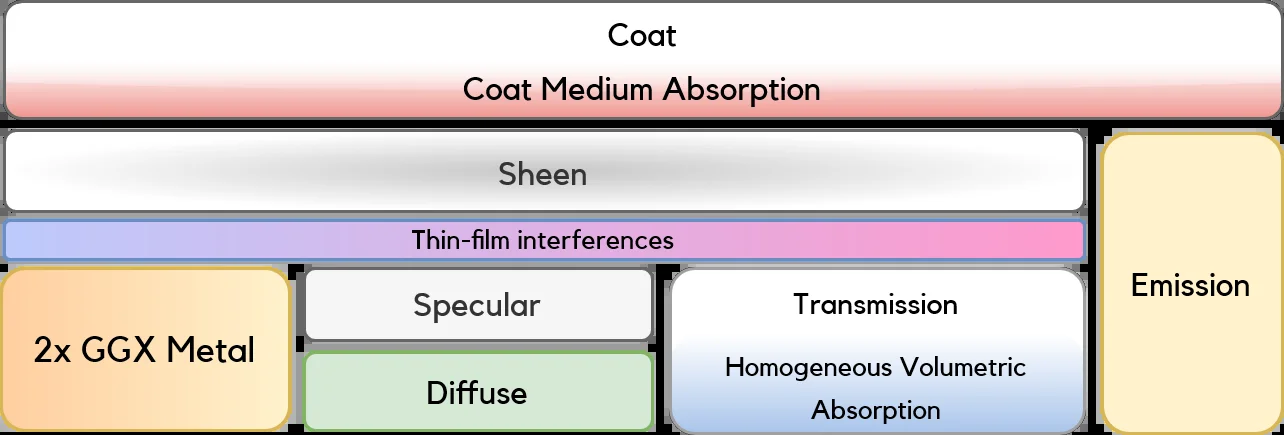 Coat
Coat Medium Absorption
Sheen
Thin-film interferences
2x GGX Metal
Specular
Diffuse
Transmission
Homogeneous Volumetric
Absorption
Emission